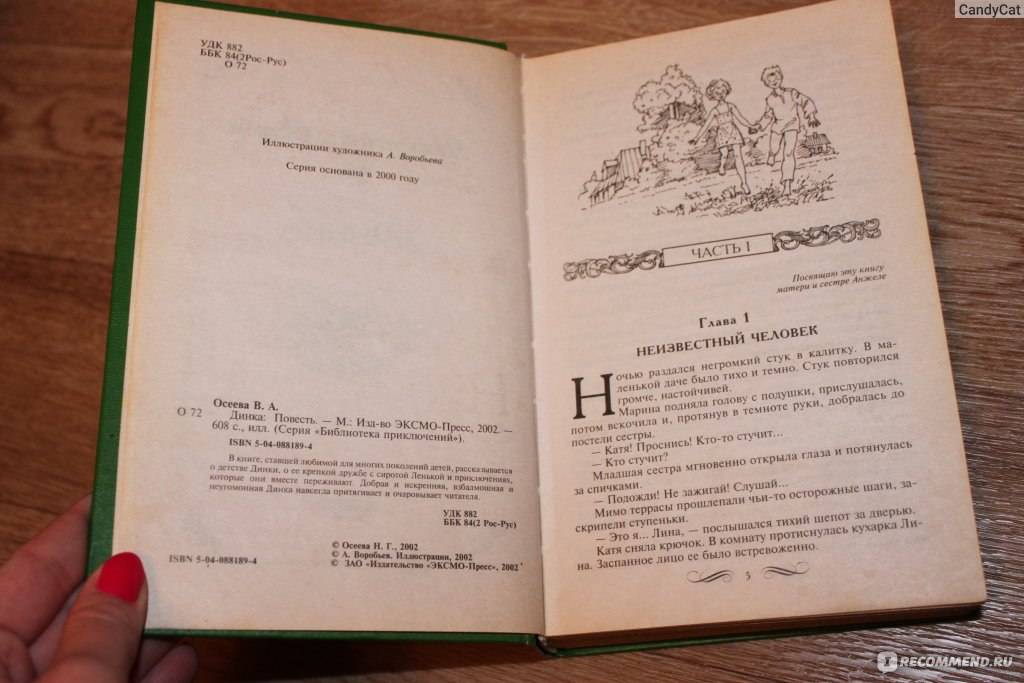 CandyCat
УДК 882
ББК 84(2Рос-Рус)
О 72
Иллюстрации художника А. Воробьева
Серия основана в 2000 году
Осеева В. А.
О 72
Динка: Повесть. — М.: Изд-во ЭКСМО-Пресс, 2002. —
608 с., илл. (Серия «Библиотека приключений»).
ISBN 5-04-088189-4
В книге, ставшей любимой для многих поколений детей, рассказывается
о детстве Динки, о ее крепкой дружбе с сиротой Ленькой и приключениях,
которые они вместе переживают. Добрая и искренняя, взбалмошная и
неугомонная Динка навсегда притягивает и очаровывает читателя.
УДК 882
ББК 84(2 Рос-Рус)
© Осеева Н. Г., 2002
© А. Воробьев. Иллюстрации, 2002
ISBN 5-04-088189-4
© ЗАО «Издательство «ЭКСМО-Пресс», 2002
ЧАСТЬ I
Посвящаю эту книгу
матери и сестре Анжеле
Глава 1
НЕИЗВЕСТНЫЙ ЧЕЛОВЕК
Ночью раздался негромкий стук в калитку. В ма-
ленькой даче было тихо и темно. Стук повторился
громче, настойчивей.
Марина подняла голову с подушки, прислушалась,
потом вскочила и, протянув в темноте руки, добралась до
постели сестры.
— Катя! Проснись! Кто-то стучит...
— Кто стучит?
Младшая сестра мгновенно открыла глаза и потянулась
за спичками.
— Подожди! Не зажигай! Слушай...
Мимо террасы прошлепали чьи-то осторожные шаги, за-
скрипели ступеньки.
— Это я... Лина, — послышался тихий шепот за дверью.
Катя сняла крючок. В комнату протиснулась кухарка Ли-
на. Заспанное лицо ее было встревоженно.
5
RECOMMEND.RU